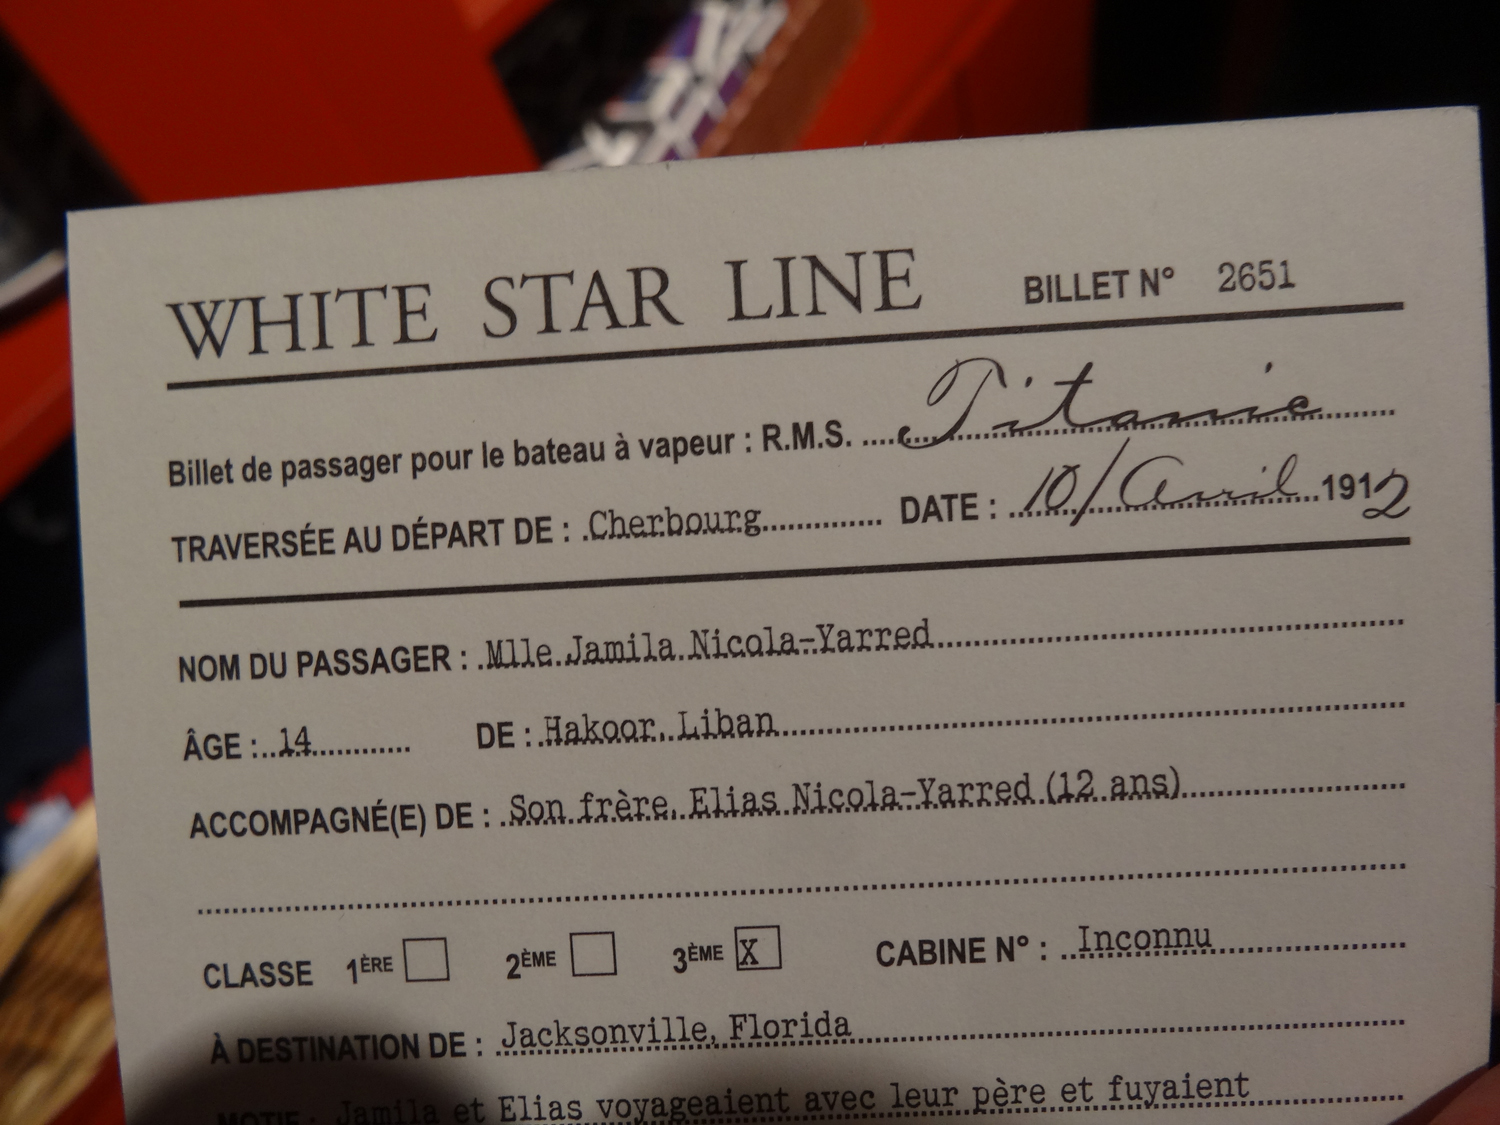 WHITE STAR LINE BILLET N° 2651
Billet de passager pour le bateau à vapeur : R.M.S. Titanic
TRAVERSÉE AU DÉPART DE : Cherbourg DATE : 10/Avril 1912
NOM DU PASSAGER : Mlle Jamila Nicola-Yarred
ÂGE : 14 DE : Hakoor, Liban
ACCOMPAGNÉ(E) DE : Son frère, Elias Nicola-Yarred (12 ans)
CLASSE 1ÈRE 2ÈME 3ÈME X CABINE N° : Inconnu
À DESTINATION DE : Jacksonville, Florida
MOTIF : Jamila et Elias voyageaient avec leur père et fuyaient